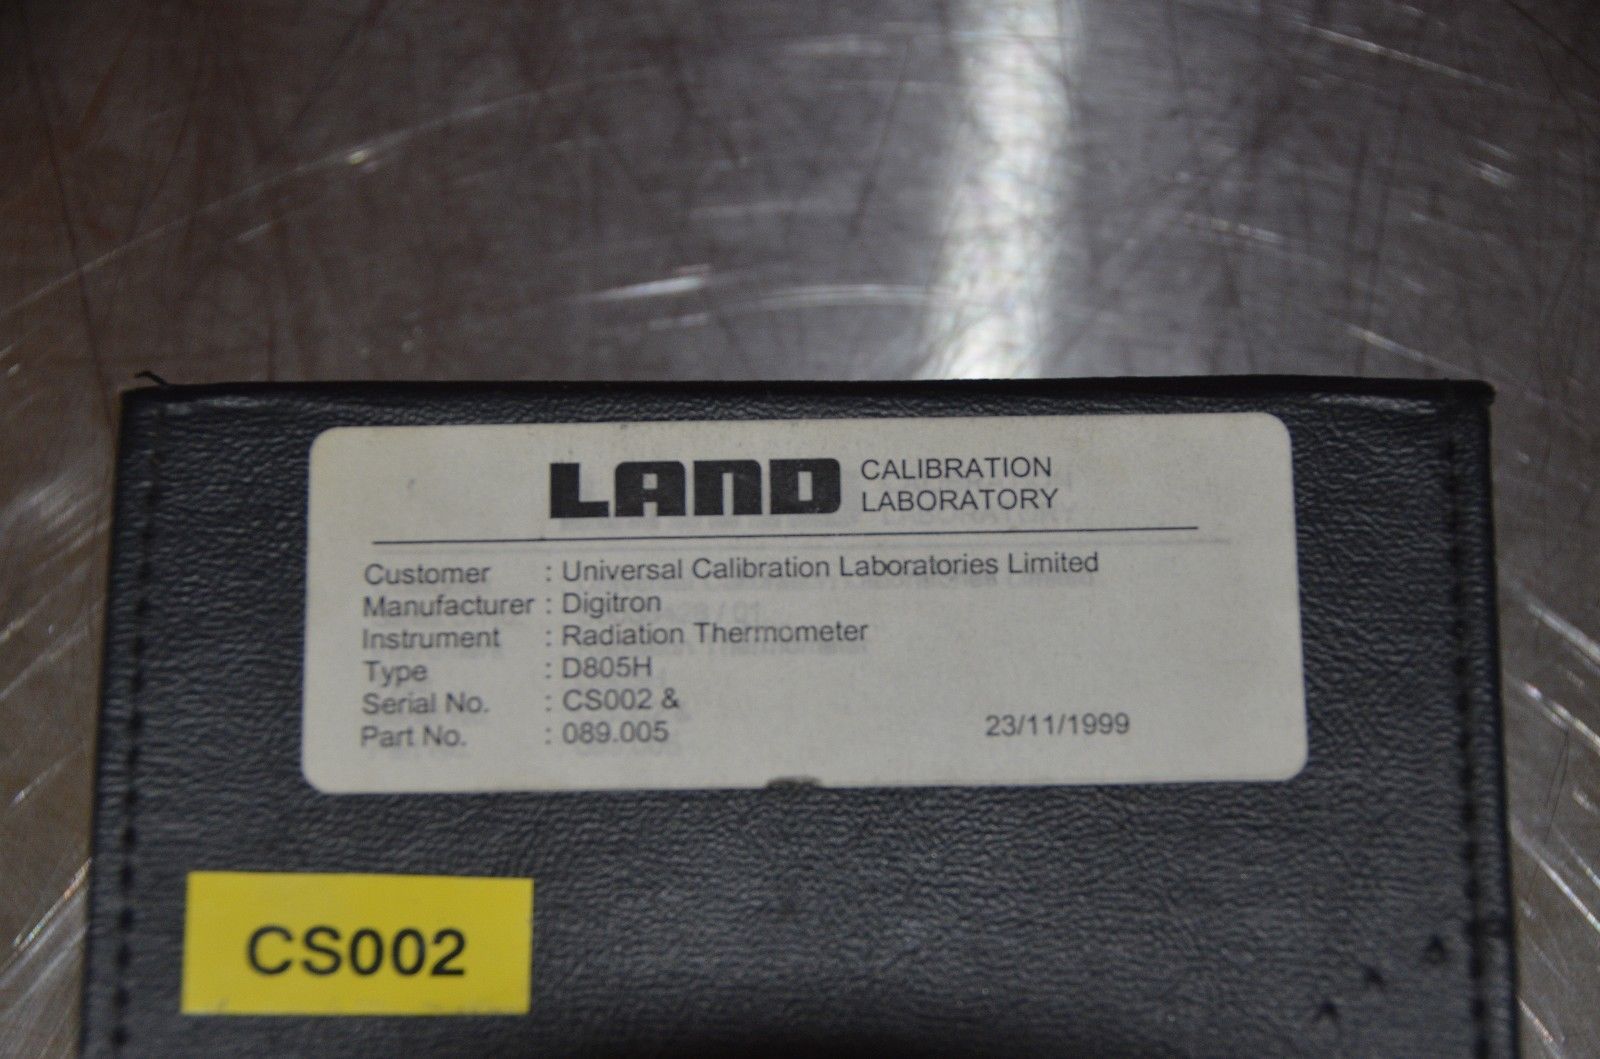 LAND CALIBRATION
LABORATORY
Customer : Universal Calibration Laboratories Limited
Manufacturer : Digitron
Instrument : Radiation Thermometer
Type : D805H
Serial No. : CS002 &
Part No. : 089.005 23/11/1999
CS002